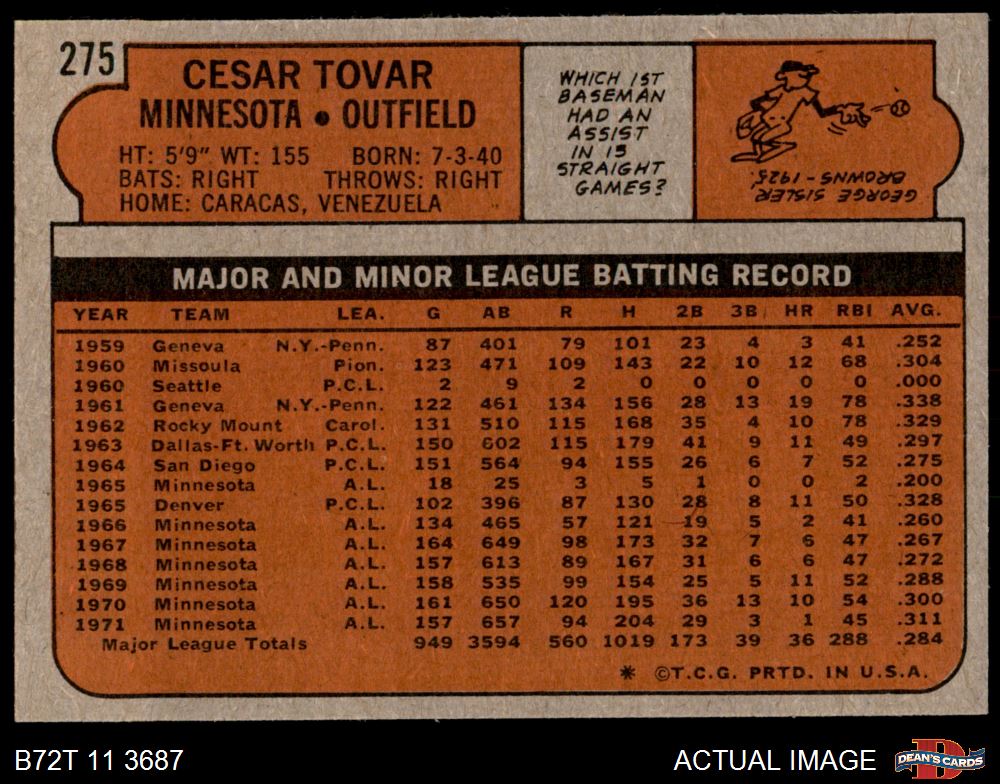 275
CESAR TOVAR
MINNESOTA • OUTFIELD
HT: 5'9" WT: 155 BORN: 7-3-40
BATS: RIGHT THROWS: RIGHT
HOME: CARACAS, VENEZUELA
WHICH 1ST
BASEMAN
HAD AN
ASSIST
IN 13
STRAIGHT
GAMES?
GEORGE SISLER
BROWNS - 1925.
MAJOR AND MINOR LEAGUE BATTING RECORD
YEAR TEAM LEA. G AB R H 2B 3B HR RBI AVG.
1959 Geneva N.Y.-Penn. 87 401 79 101 23 4 3 41 .252
1960 Missoula Pion. 123 471 109 143 22 10 12 68 .304
1960 Seattle P.C.L. 2 9 2 0 0 0 0 0 .000
1961 Geneva N.Y.-Penn. 122 461 134 156 28 13 19 78 .338
1962 Rocky Mount Carol. 131 510 115 168 35 4 10 78 .329
1963 Dallas-Ft. Worth P.C.L. 150 602 115 179 41 9 11 49 .297
1964 San Diego P.C.L. 151 564 94 155 26 6 7 52 .275
1965 Minnesota A.L. 18 25 3 5 1 0 0 2 .200
1965 Denver P.C.L. 102 396 87 130 28 8 11 50 .328
1966 Minnesota A.L. 134 465 57 121 19 5 2 41 .260
1967 Minnesota A.L. 164 649 98 173 32 7 6 47 .267
1968 Minnesota A.L. 157 613 89 167 31 6 6 47 .272
1969 Minnesota A.L. 158 535 99 154 25 5 11 52 .288
1970 Minnesota A.L. 161 650 120 195 36 13 10 54 .300
1971 Minnesota A.L. 157 657 94 204 29 3 1 45 .311
Major League Totals 949 3594 560 1019 173 39 36 288 .284
* ©T.C.G. PRTD. IN U.S.A.
B72T 11 3687
ACTUAL IMAGE
D
DEAN'S CARDS